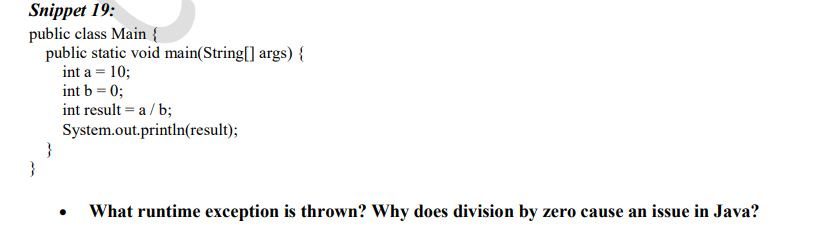 Snippet 19:
public class Main {
public static void main(String[] args) {
int a = 10;
int b = 0;
int result = a / b;
System.out.println(result);
}
}
• What runtime exception is thrown? Why does division by zero cause an issue in Java?